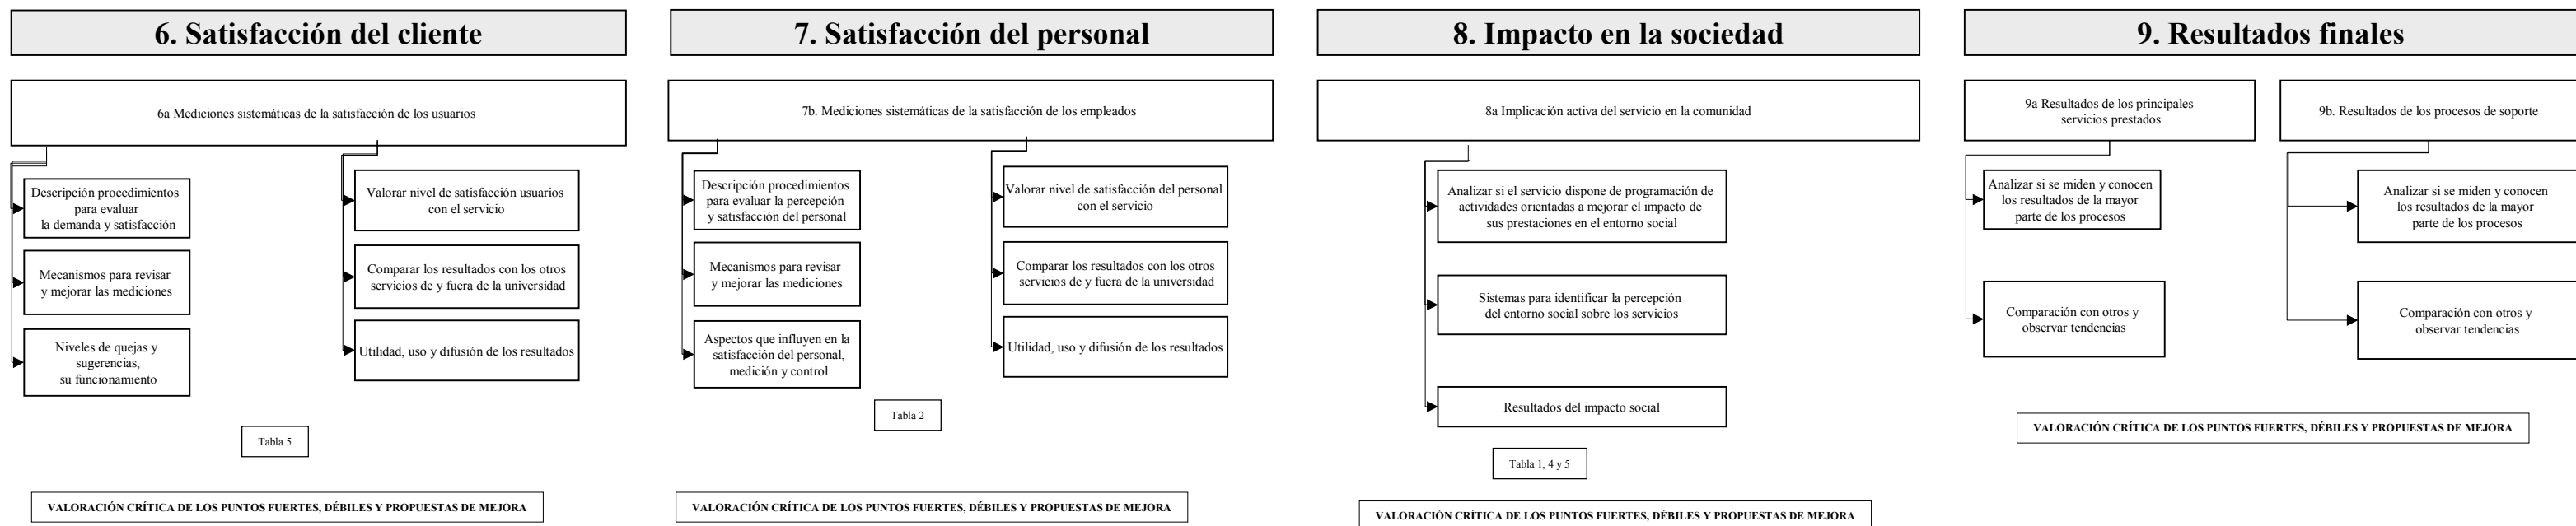 6. Satisfacción del cliente
6a Mediciones sistemáticas de la satisfacción de los usuarios
Descripción procedimientos
para evaluar
la demanda y satisfacción
Mecanismos para revisar
y mejorar las mediciones
Niveles de quejas y
sugerencias,
su funcionamiento
Valorar nivel de satisfacción usuarios
con el servicio
Comparar los resultados con los otros
servicios de y fuera de la universidad
Utilidad, uso y difusión de los resultados
Tabla 5
VALORACIÓN CRÍTICA DE LOS PUNTOS FUERTES, DÉBILES Y PROPUESTAS DE MEJORA
7. Satisfacción del personal
7b. Mediciones sistemáticas de la satisfacción de los empleados
Descripción procedimientos
para evaluar la percepción
y satisfacción del personal
Mecanismos para revisar
y mejorar las mediciones
Aspectos que influyen en la
satisfacción del personal,
medición y control
Valorar nivel de satisfacción del personal
con el servicio
Comparar los resultados con los otros
servicios de y fuera de la universidad
Utilidad, uso y difusión de los resultados
Tabla 2
VALORACIÓN CRÍTICA DE LOS PUNTOS FUERTES, DÉBILES Y PROPUESTAS DE MEJORA
8. Impacto en la sociedad
8a Implicación activa del servicio en la comunidad
Analizar si el servicio dispone de programación de
actividades orientadas a mejorar el impacto de
sus prestaciones en el entorno social
Sistemas para identificar la percepción
del entorno social sobre los servicios
Resultados del impacto social
Tabla 1, 4 y 5
VALORACIÓN CRÍTICA DE LOS PUNTOS FUERTES, DÉBILES Y PROPUESTAS DE MEJORA
9. Resultados finales
9a Resultados de los principales
servicios prestados
Analizar si se miden y conocen
los resultados de la mayor
parte de los procesos
Comparación con otros y
observar tendencias
9b. Resultados de los procesos de soporte
Analizar si se miden y conocen
los resultados de la mayor
parte de los procesos
Comparación con otros y
observar tendencias
VALORACIÓN CRÍTICA DE LOS PUNTOS FUERTES, DÉBILES Y PROPUESTAS DE MEJORA